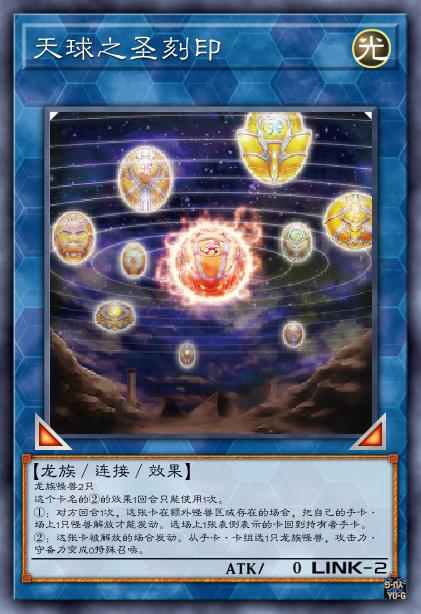 天球之圣刻印
光
【龙族／连接／效果】
龙族怪兽2只
这个卡名的②的效果1回合只能使用1次。
①：对方回合1次，这张卡在额外怪兽区域存在的场合，把自己的手卡·
场上1只怪兽解放才能发动。选场上1张表侧表示的卡回到持有者手卡。
②：这张卡被解放的场合发动。从手卡·卡组选1只龙族怪兽，攻击力·
守备力变成0特殊召唤。
ATK/ 0 LINK-2